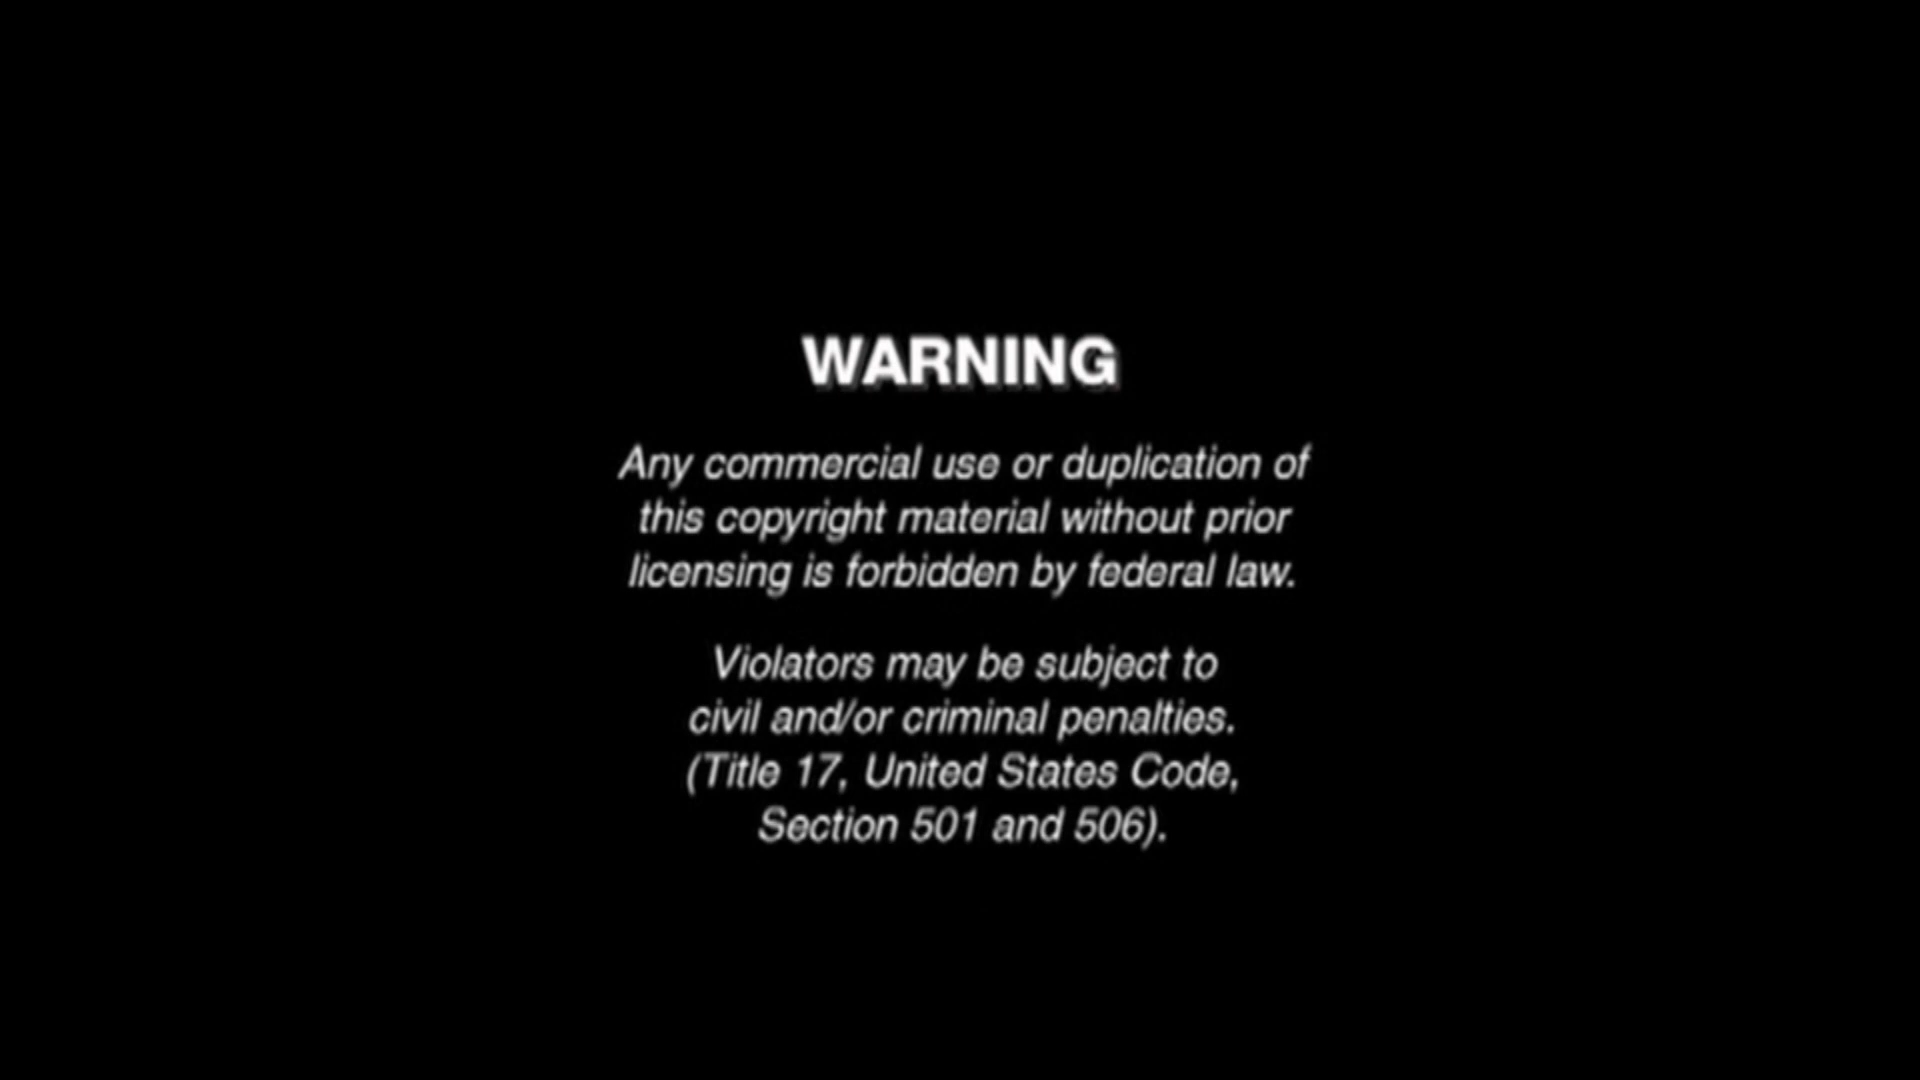 WARNING
Any commercial use or duplication of
this copyright material without prior
licensing is forbidden by federal law.
Violators may be subject to
civil and/or criminal penalties.
(Title 17, United States Code,
Section 501 and 506).